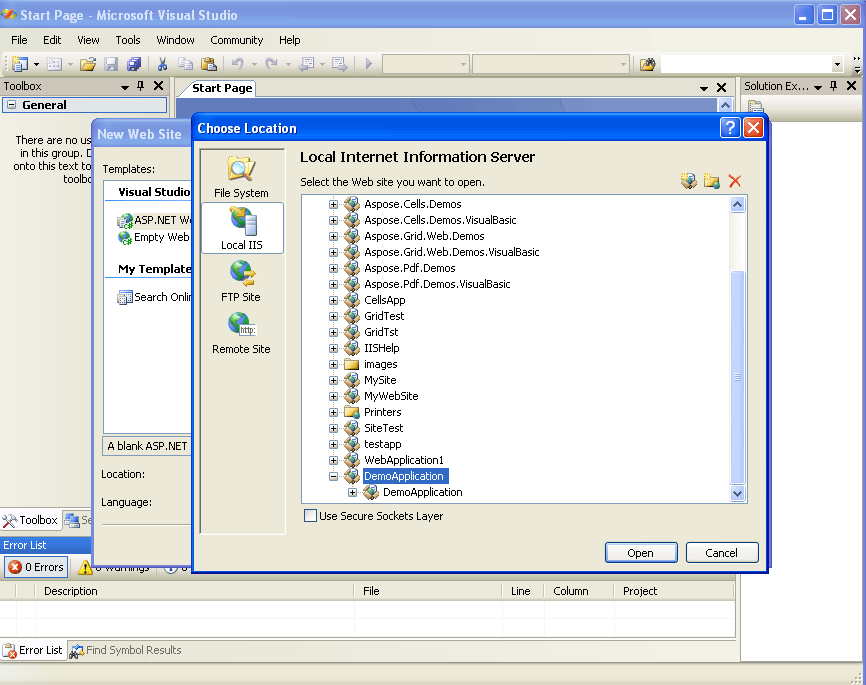 Start Page - Microsoft Visual Studio
File Edit View Tools Window Community Help
Toolbox
General
There are no us
in this group. D
onto this text to
toolbo
Start Page
Solution Ex...
New Web Site
Templates:
Visual Studio
ASP.NET We
Empty Web
My Template
Search Onlin
A blank ASP.NET
Location:
Language:
Choose Location
File System
Local IIS
FTP Site
http:
Remote Site
Local Internet Information Server
Select the Web site you want to open.
Aspose.Cells.Demos
Aspose.Cells.Demos.VisualBasic
Aspose.Grid.Web.Demos
Aspose.Grid.Web.Demos.VisualBasic
Aspose.Pdf.Demos
Aspose.Pdf.Demos.VisualBasic
CellsApp
GridTest
GridTst
IISHelp
images
MySite
MyWebSite
Printers
SiteTest
testapp
WebApplication1
DemoApplication
DemoApplication
Use Secure Sockets Layer
Open Cancel
Toolbox Se
Error List
0 Errors 0 Warnings
Description File Line Column Project
Error List Find Symbol Results